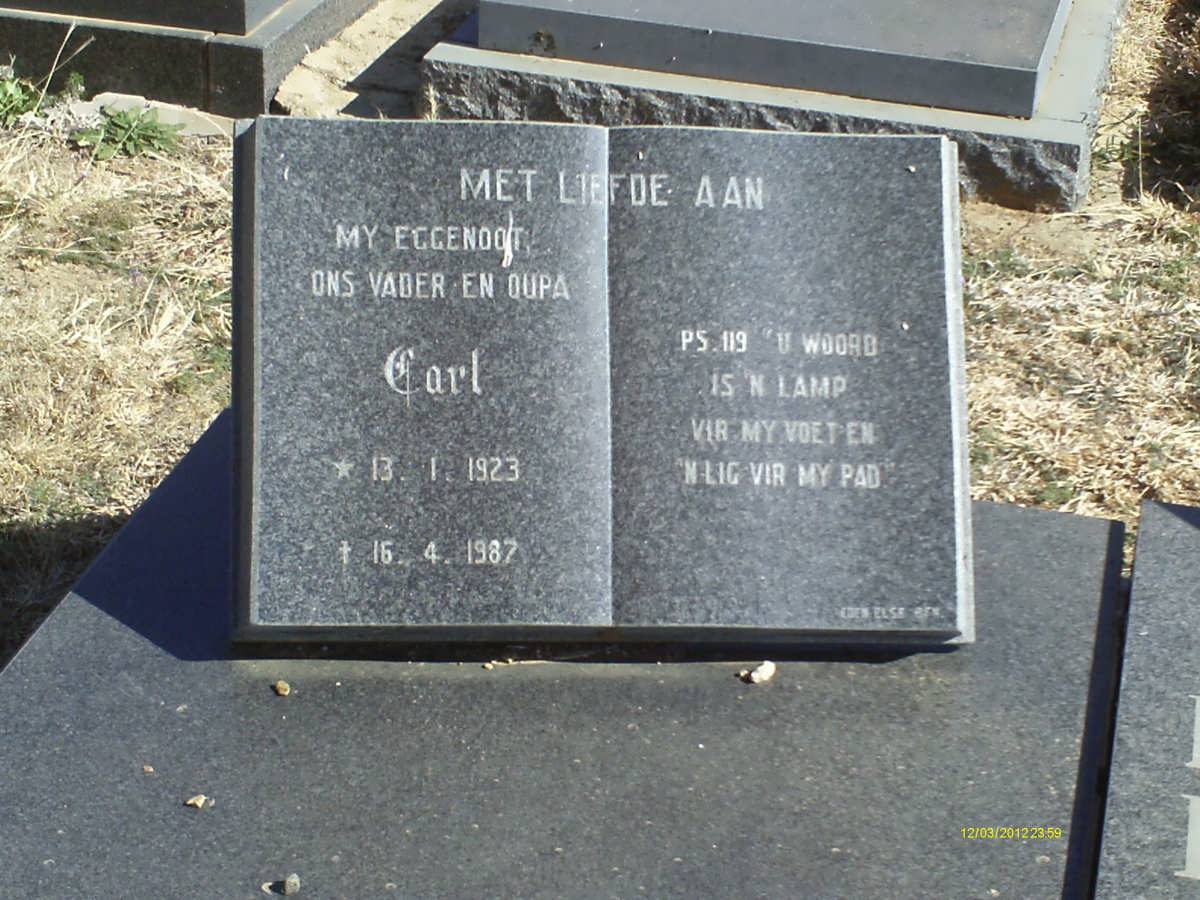 MET LIEFDE AAN
MY EGGENOOT,
ONS VADER EN OUPA
Carl
* 13. 1. 1923
† 16. 4. 1987
PS. 119 "U WOORD
IS 'N LAMP
VIR MY VOET EN
'N LIG VIR MY PAD"
12/03/2012 23:59